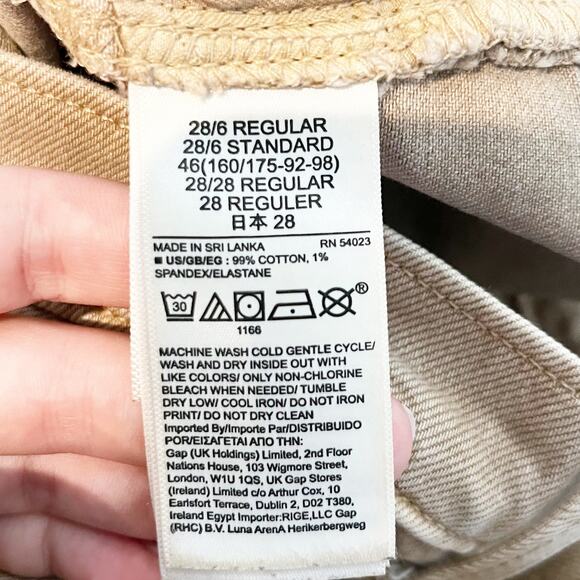 28/6 REGULAR
28/6 STANDARD
46(160/175-92-98)
28/28 REGULAR
28 REGULER
日本 28
MADE IN SRI LANKA RN 54023
■ US/GB/EG : 99% COTTON, 1%
SPANDEX/ELASTANE
30 ®
1166
MACHINE WASH COLD GENTLE CYCLE/
WASH AND DRY INSIDE OUT WITH
LIKE COLORS/ ONLY NON-CHLORINE
BLEACH WHEN NEEDED/ TUMBLE
DRY LOW/ COOL IRON/ DO NOT IRON
PRINT/ DO NOT DRY CLEAN
Imported By/Importe Par/DISTRIBUIDO
POR/ΕΙΣΑΓΕΤΑΙ ΑΠΟ ΤΗΝ:
Gap (UK Holdings) Limited, 2nd Floor
Nations House, 103 Wigmore Street,
London, W1U 1QS, UK Gap Stores
(Ireland) Limited c/o Arthur Cox, 10
Earlsfort Terrace, Dublin 2, D02 T380,
Ireland Egypt Importer:RIGE,LLC Gap
(RHC) B.V. Luna ArenA Herikerbergweg